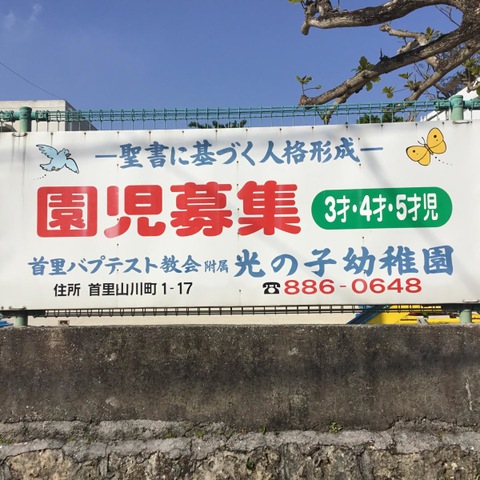 ー聖書に基づく人格形成ー
園児募集 3才・4才・5才児
首里バプテスト教会 附属 光の子幼稚園
住所 首里山川町1-17 ☎886-0648